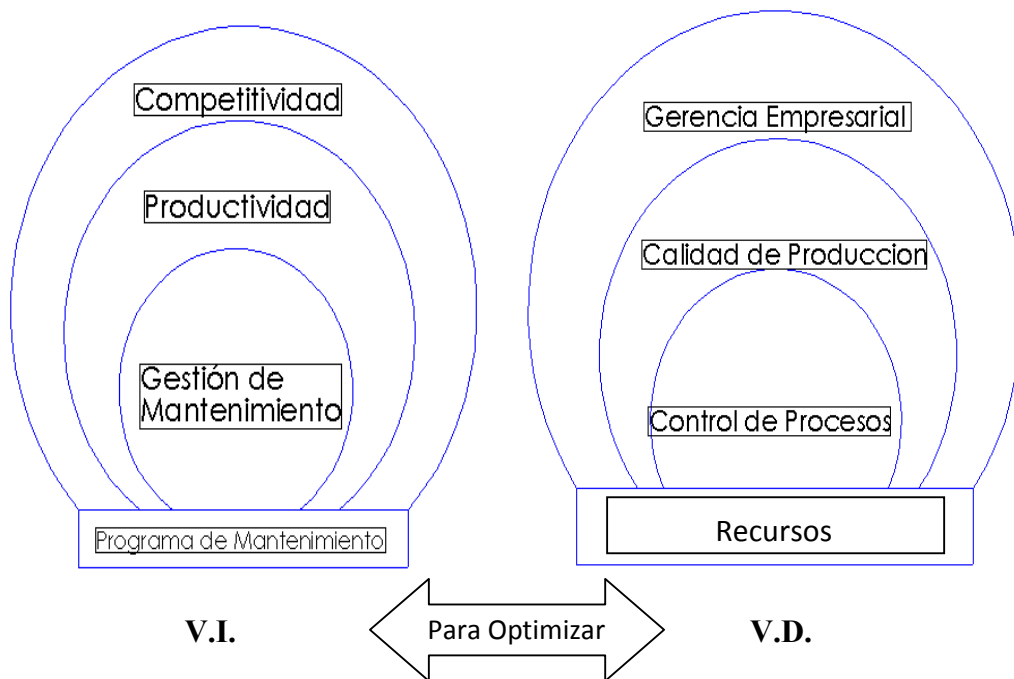 Competitividad
Productividad
Gestión de
Mantenimiento
Programa de Mantenimiento
V.I.
Gerencia Empresarial
Calidad de Produccion
Control de Procesos
Recursos
V.D.
Para Optimizar